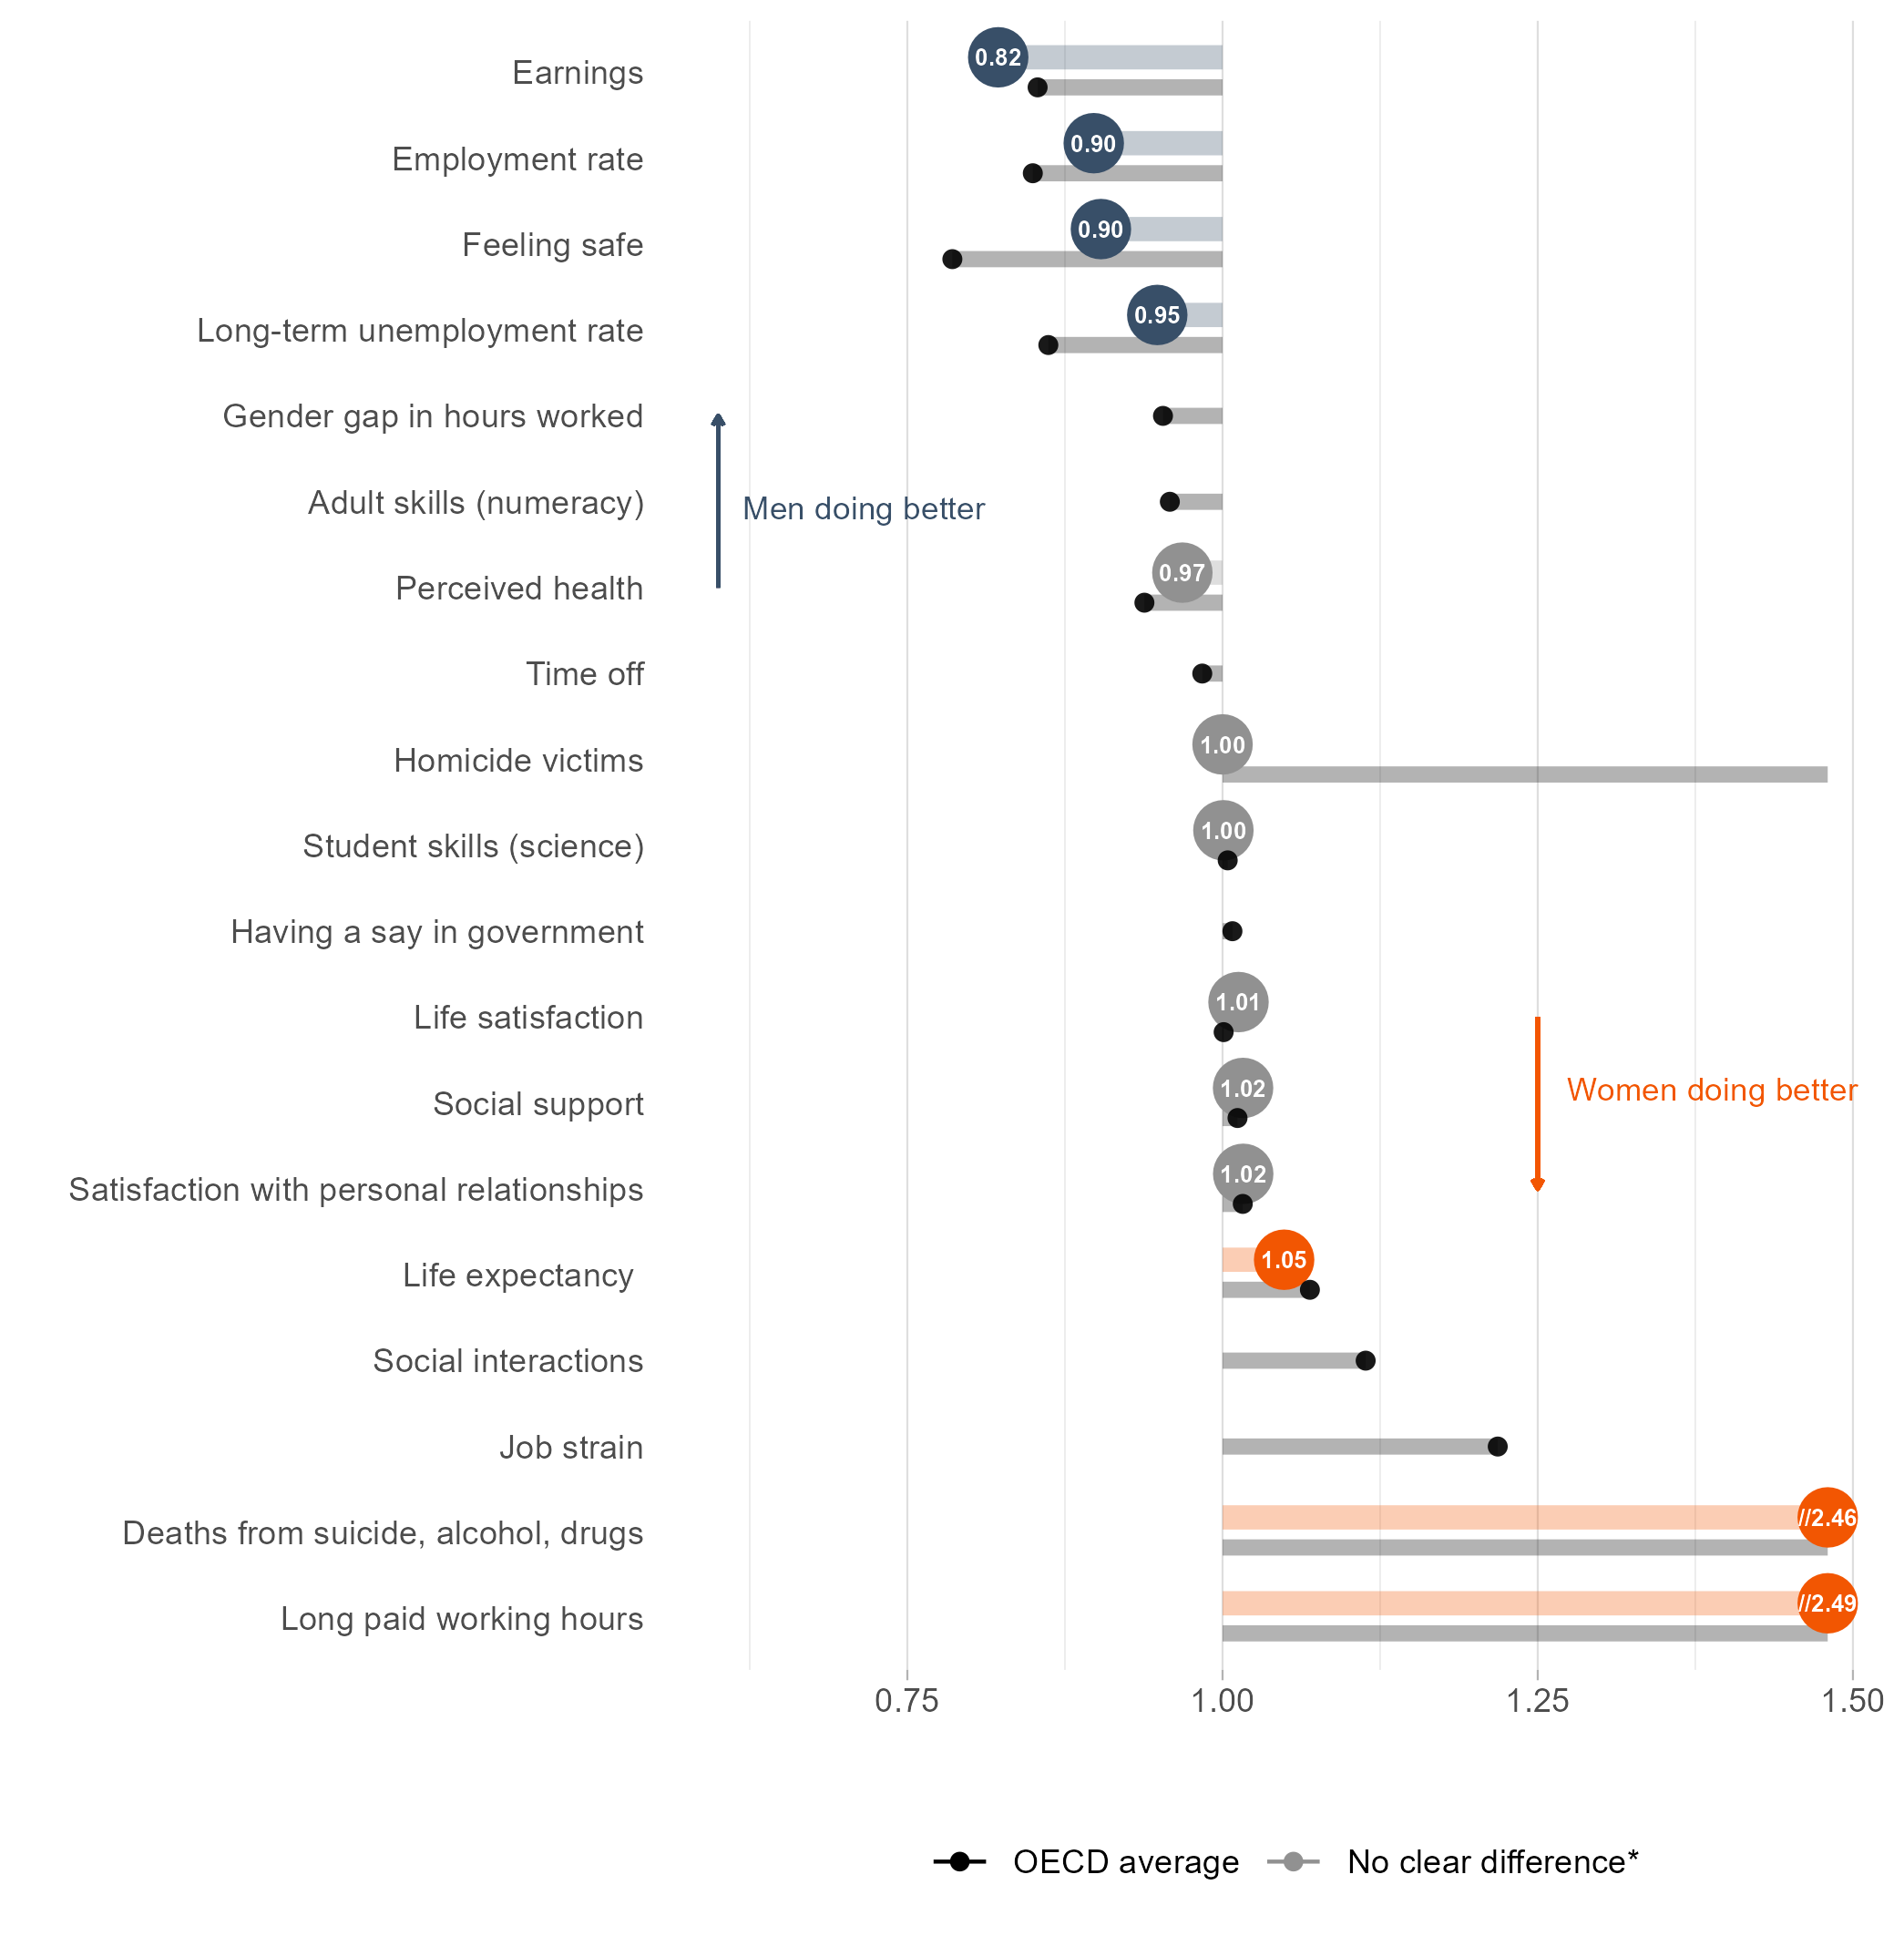 Earnings
0.82
Employment rate
0.90
Feeling safe
0.90
Long-term unemployment rate
0.95
Gender gap in hours worked
Adult skills (numeracy)
Men doing better
Perceived health
0.97
Time off
Homicide victims
1.00
Student skills (science)
1.00
Having a say in government
Life satisfaction
1.01
Social support
1.02
Women doing better
Satisfaction with personal relationships
1.02
Life expectancy
1.05
Social interactions
Job strain
Deaths from suicide, alcohol, drugs
//2.46
Long paid working hours
//2.49
0.75 1.00 1.25 1.50
OECD average No clear difference*